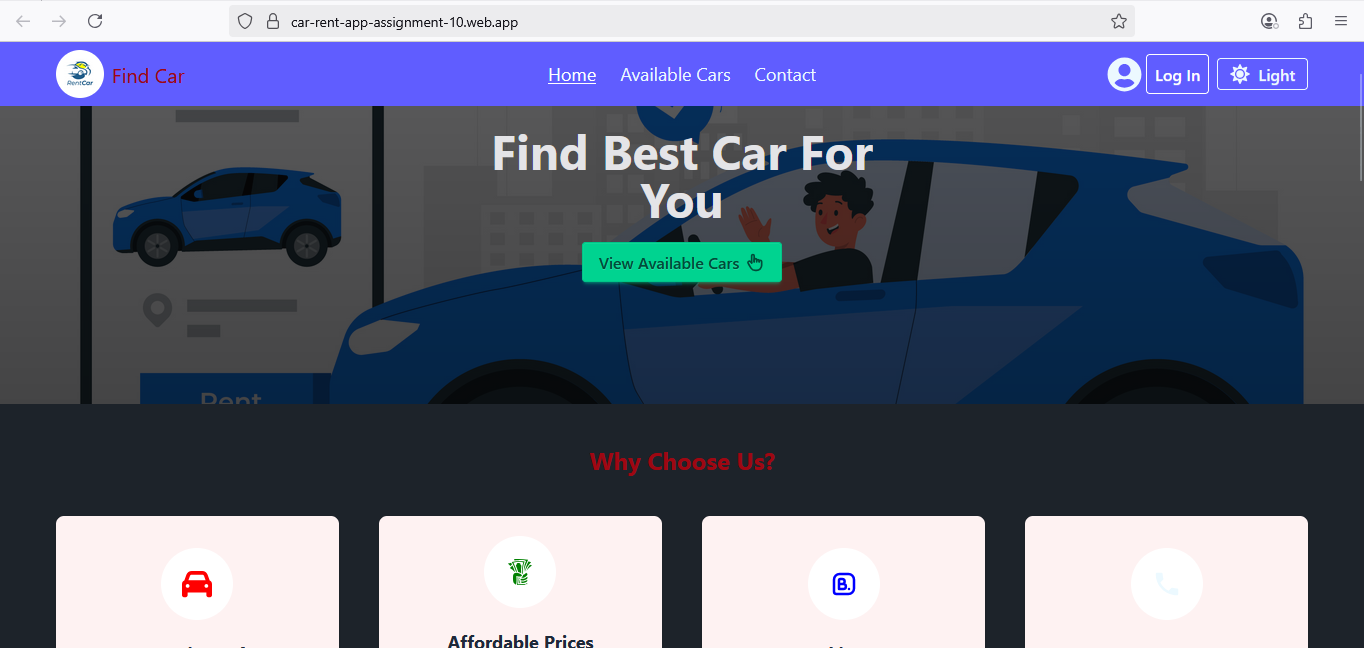 car-rent-app-assignment-10.web.app
RentCar
Find Car
Home
Available Cars
Contact
Log In
Light
Find Best Car For
You
View Available Cars
Rent
Why Choose Us?
B.
Affordable Prices